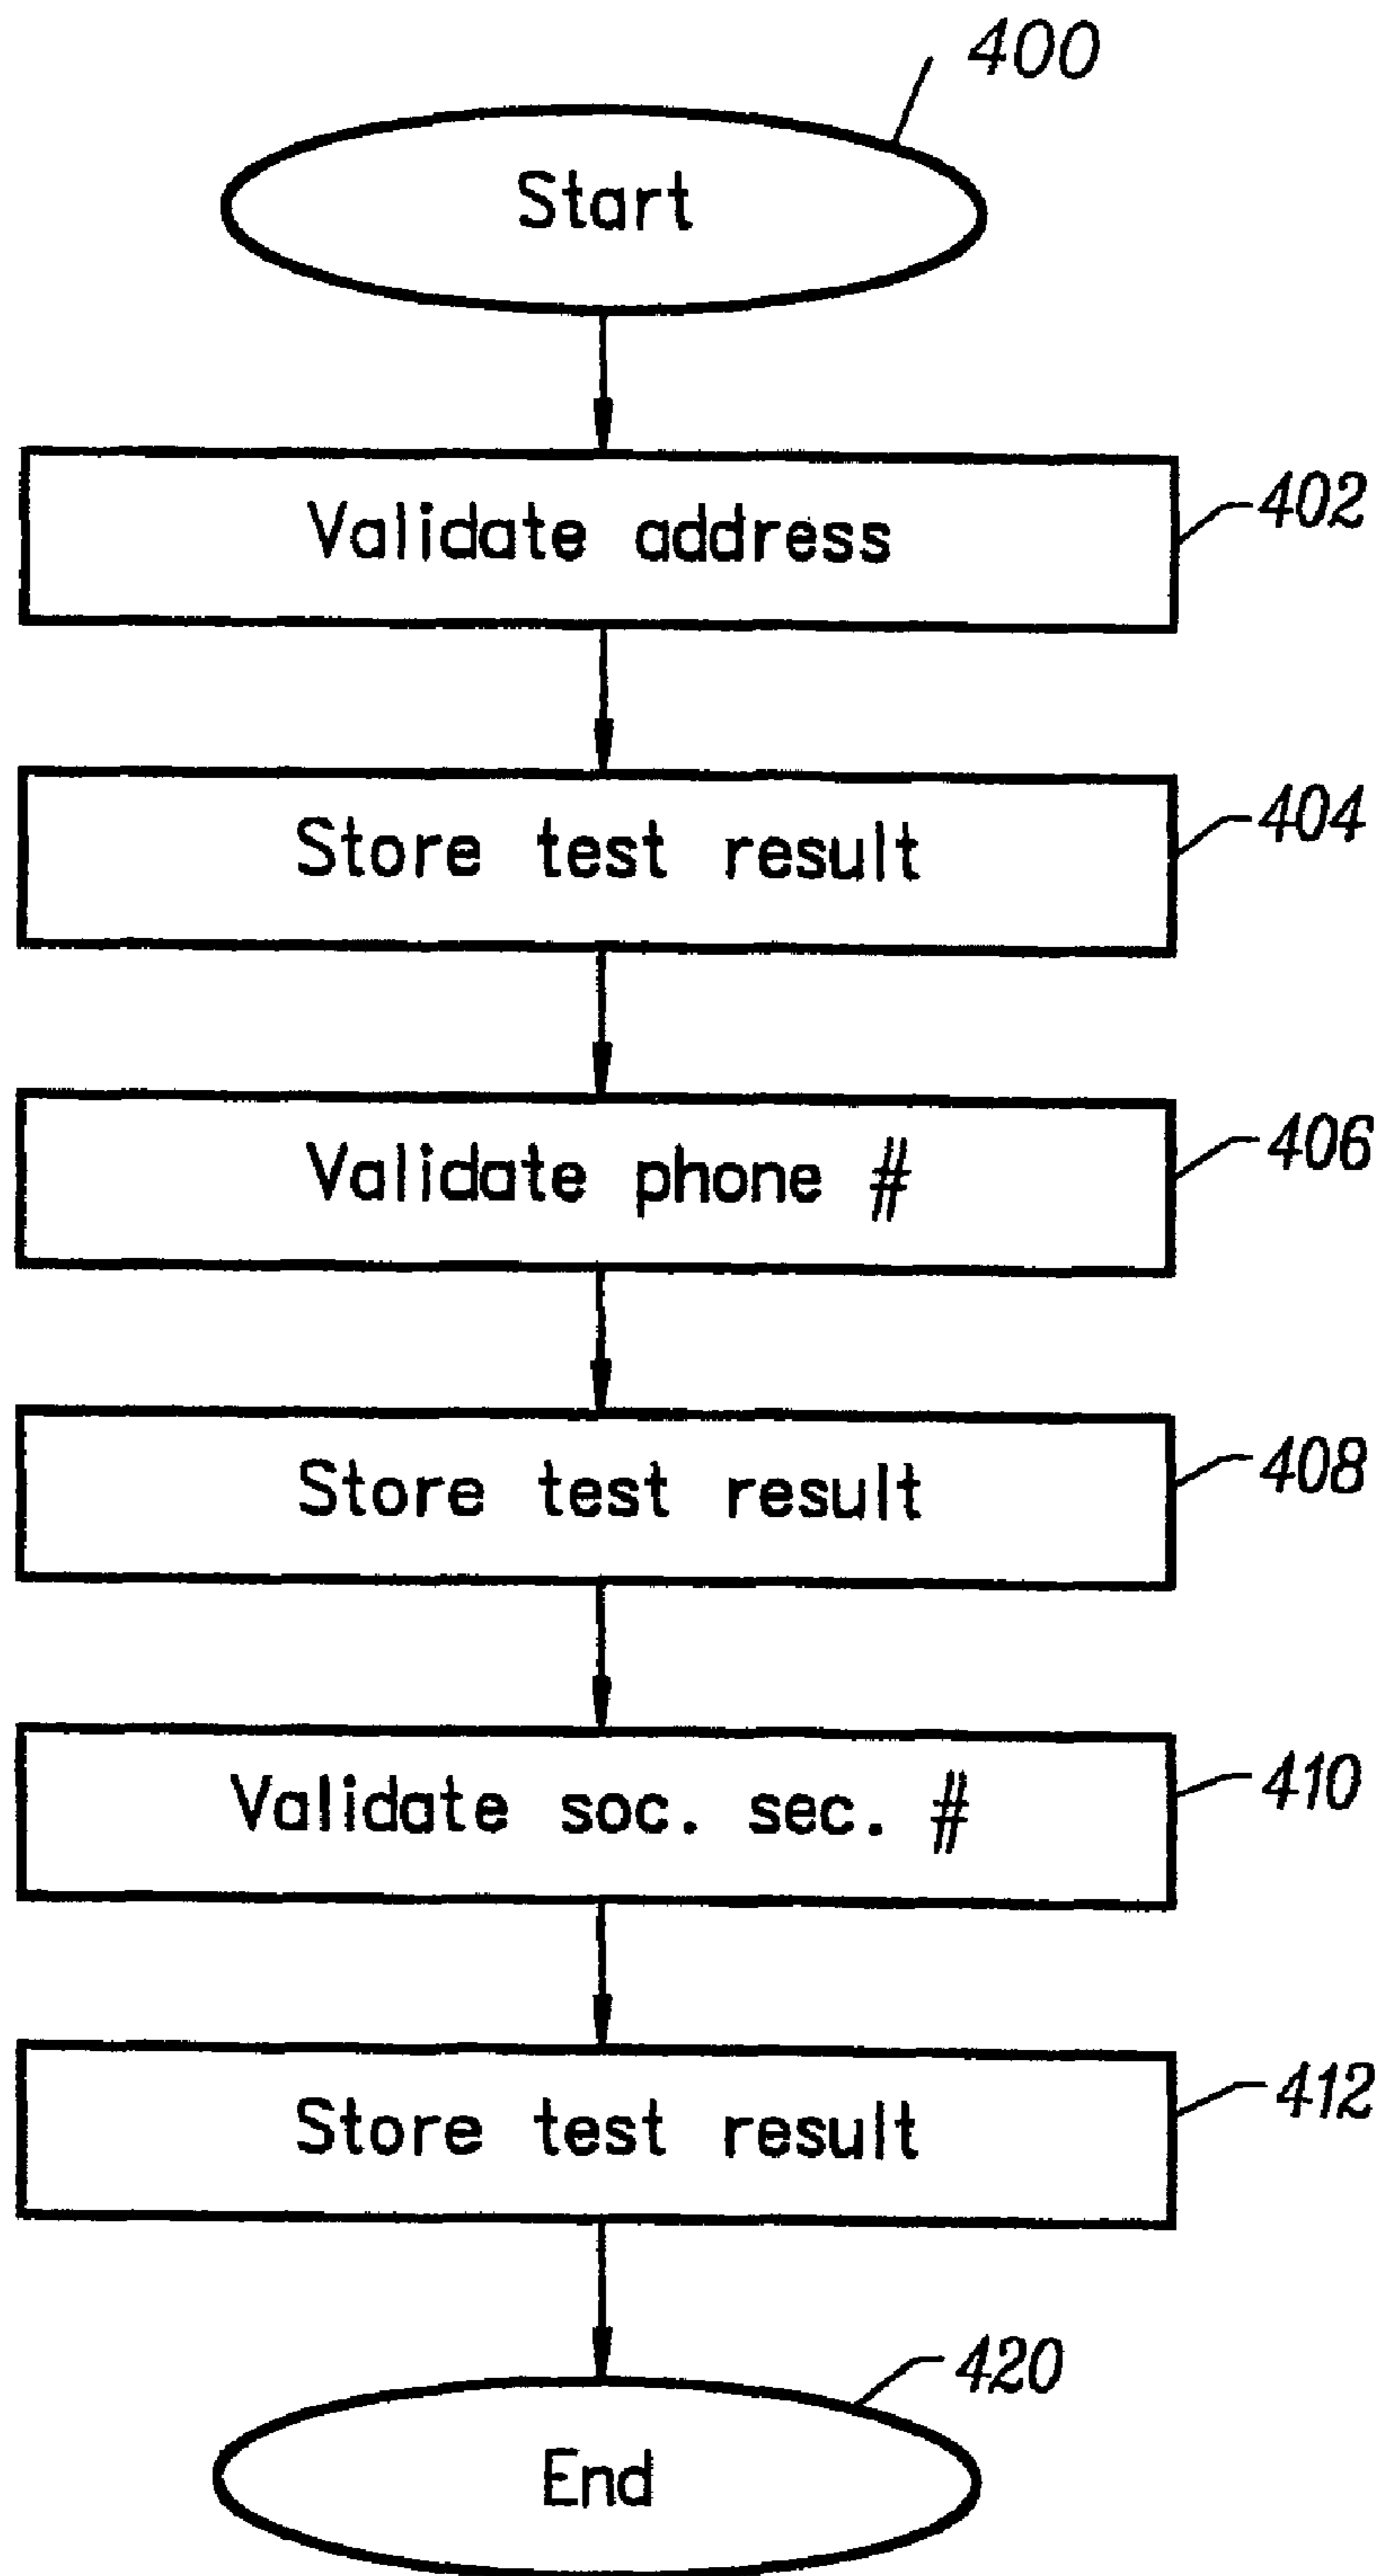 400
Start
Validate address
402
Store test result
404
Validate phone #
406
Store test result
408
Validate soc. sec. #
410
Store test result
412
420
End